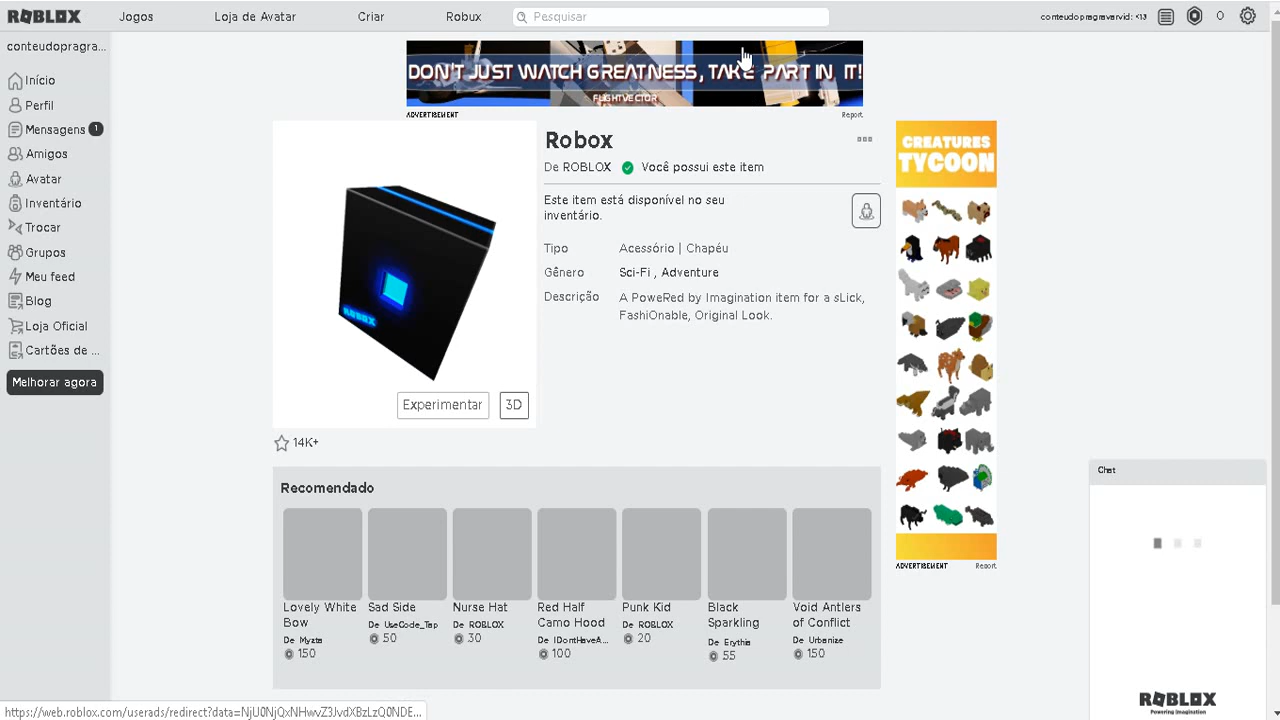 ROBLOX
Jogos
Loja de Avatar
Criar
Robux
Pesquisar
conteudopragravarvid: <13
0
conteudopragra...
Início
Perfil
Mensagens 1
Amigos
Avatar
Inventário
Trocar
Grupos
Meu feed
Blog
Loja Oficial
Cartões de ...
Melhorar agora
DON'T JUST WATCH GREATNESS, TAKE PART IN IT!
FLIGHTVECTOR
ADVERTISEMENT
Report
ROBOX
Experimentar
3D
14K+
Robox
De ROBLOX Você possui este item
Este item está disponível no seu
inventário.
Tipo Acessório | Chapéu
Gênero Sci-Fi , Adventure
Descrição A PoweRed by Imagination item for a sLick,
FashiOnable, Original Look.
CREATURES
TYCOON
ADVERTISEMENT
Report
Recomendado
Lovely White
Bow
De Myzta
150
Sad Side
De UseCode_Tap
50
Nurse Hat
De ROBLOX
30
Red Half
Camo Hood
De IDontHaveA...
100
Punk Kid
De ROBLOX
20
Black
Sparkling
De Erythia
55
Void Antlers
of Conflict
De Urbanize
150
Chat
ROBLOX
Powering Imagination
https://web.roblox.com/userads/redirect?data=NjU0NjQxNHwvZ3JvdXBzLzQ0NDE...